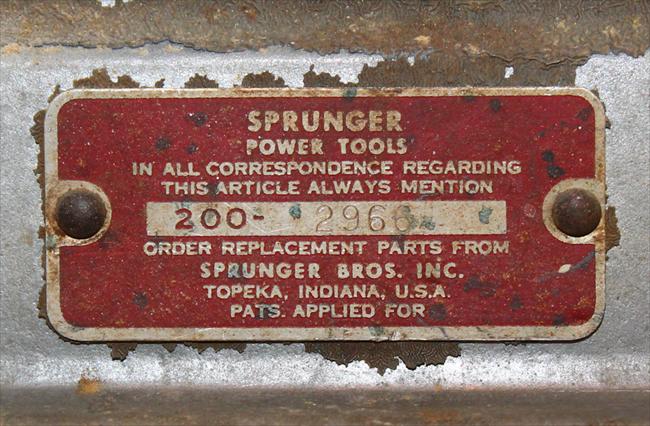 SPRUNGER
POWER TOOLS
IN ALL CORRESPONDENCE REGARDING
THIS ARTICLE ALWAYS MENTION
200- 2966
ORDER REPLACEMENT PARTS FROM
SPRUNGER BROS. INC.
TOPEKA, INDIANA, U.S.A.
PATS. APPLIED FOR